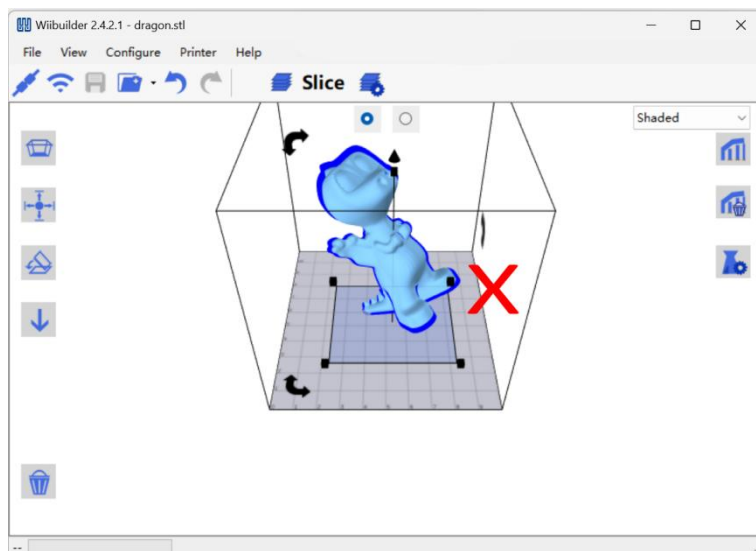 Wiibuilder 2.4.2.1 - dragon.stl
File View Configure Printer Help
Slice
Shaded
X
--